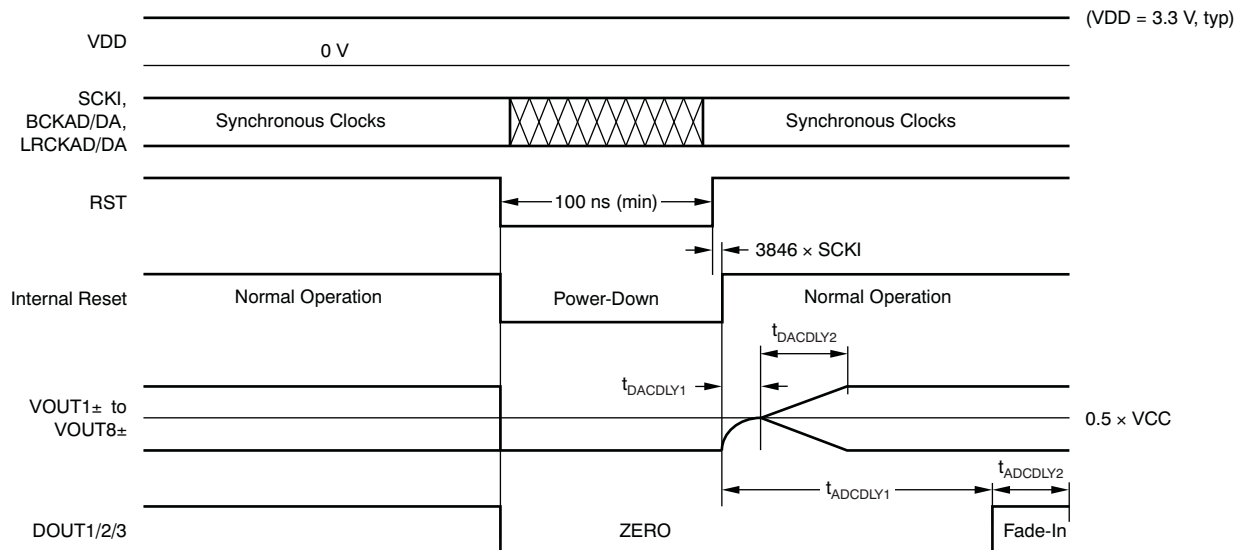 (VDD = 3.3 V, typ)
VDD
0 V
SCKI,
BCKAD/DA,
LRCKAD/DA
Synchronous Clocks
Synchronous Clocks
RST
100 ns (min)
3846 × SCKI
Internal Reset
Normal Operation
Power-Down
Normal Operation
tDACDLY2
tDACDLY1
VOUT1± to
VOUT8±
0.5 × VCC
tADCDLY1
tADCDLY2
DOUT1/2/3
ZERO
Fade-In